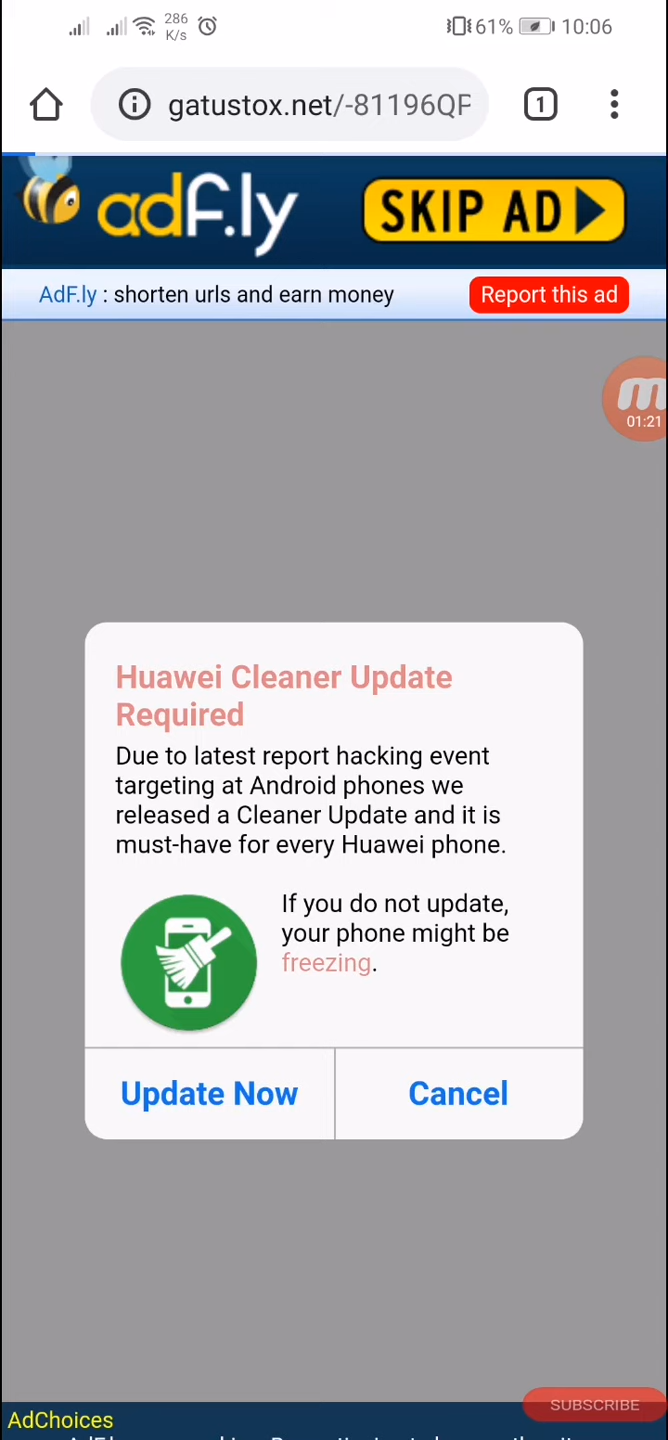 286
K/s
61%
10:06
gatustox.net/-81196QF
1
adf.ly
SKIP AD
AdF.ly : shorten urls and earn money
Report this ad
m
01:21
Huawei Cleaner Update
Required
Due to latest report hacking event
targeting at Android phones we
released a Cleaner Update and it is
must-have for every Huawei phone.
If you do not update,
your phone might be
freezing.
Update Now
Cancel
SUBSCRIBE
AdChoices